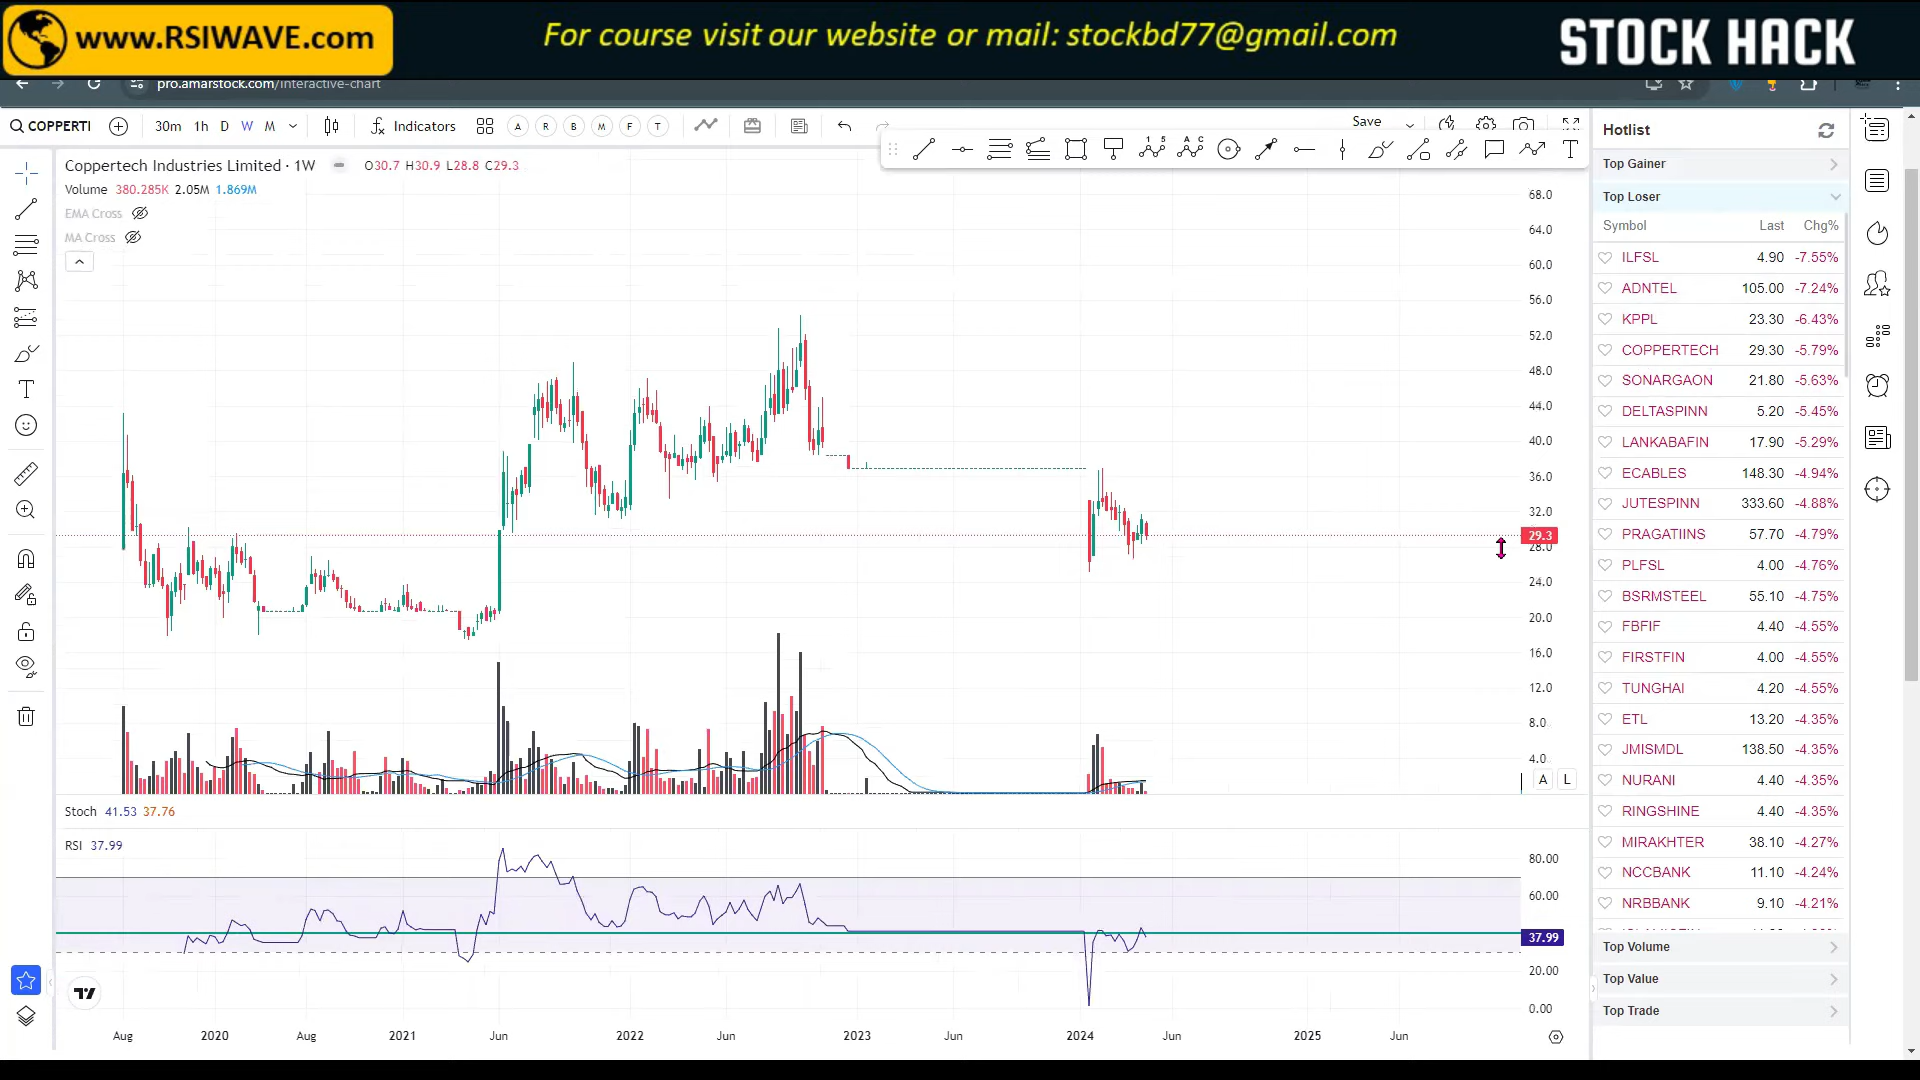 www.RSIWAVE.com
For course visit our website or mail: stockbd77@gmail.com
STOCK HACK
pro.amarstock.com/interactive-chart
COPPERTI 30m 1h D W M Indicators A R B M F T Save
Hotlist
Coppertech Industries Limited · 1W O30.7 H30.9 L28.8 C29.3
Volume 380.285K 2.05M 1.869M
EMA Cross
MA Cross
68.0
64.0
60.0
56.0
52.0
48.0
44.0
40.0
36.0
32.0
29.3
28.0
24.0
20.0
16.0
12.0
8.0
4.0
A L
Stoch 41.53 37.76
RSI 37.99
80.00
60.00
37.99
20.00
0.00
Aug 2020 Aug 2021 Jun 2022 Jun 2023 Jun 2024 Jun 2025 Jun
Top Gainer
Top Loser
Symbol Last Chg%
ILFSL 4.90 -7.55%
ADNTEL 105.00 -7.24%
KPPL 23.30 -6.43%
COPPERTECH 29.30 -5.79%
SONARGAON 21.80 -5.63%
DELTASPINN 5.20 -5.45%
LANKABAFIN 17.90 -5.29%
ECABLES 148.30 -4.94%
JUTESPINN 333.60 -4.88%
PRAGATIINS 57.70 -4.79%
PLFSL 4.00 -4.76%
BSRMSTEEL 55.10 -4.75%
FBFIF 4.40 -4.55%
FIRSTFIN 4.00 -4.55%
TUNGHAI 4.20 -4.55%
ETL 13.20 -4.35%
JMISMDL 138.50 -4.35%
NURANI 4.40 -4.35%
RINGSHINE 4.40 -4.35%
MIRAKHTER 38.10 -4.27%
NCCBANK 11.10 -4.24%
NRBBANK 9.10 -4.21%
Top Volume
Top Value
Top Trade